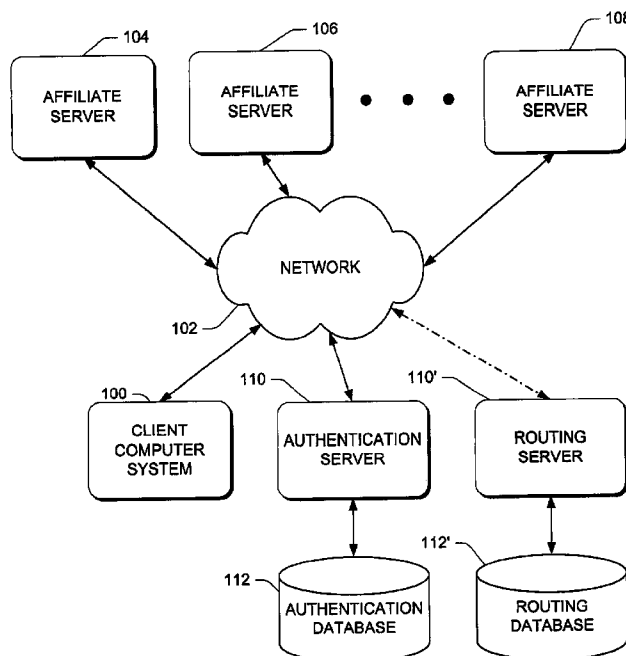 104
106
108
AFFILIATE
SERVER
AFFILIATE
SERVER
AFFILIATE
SERVER
NETWORK
102
100
110
110'
CLIENT
COMPUTER
SYSTEM
AUTHENTICATION
SERVER
ROUTING
SERVER
112
AUTHENTICATION
DATABASE
112'
ROUTING
DATABASE